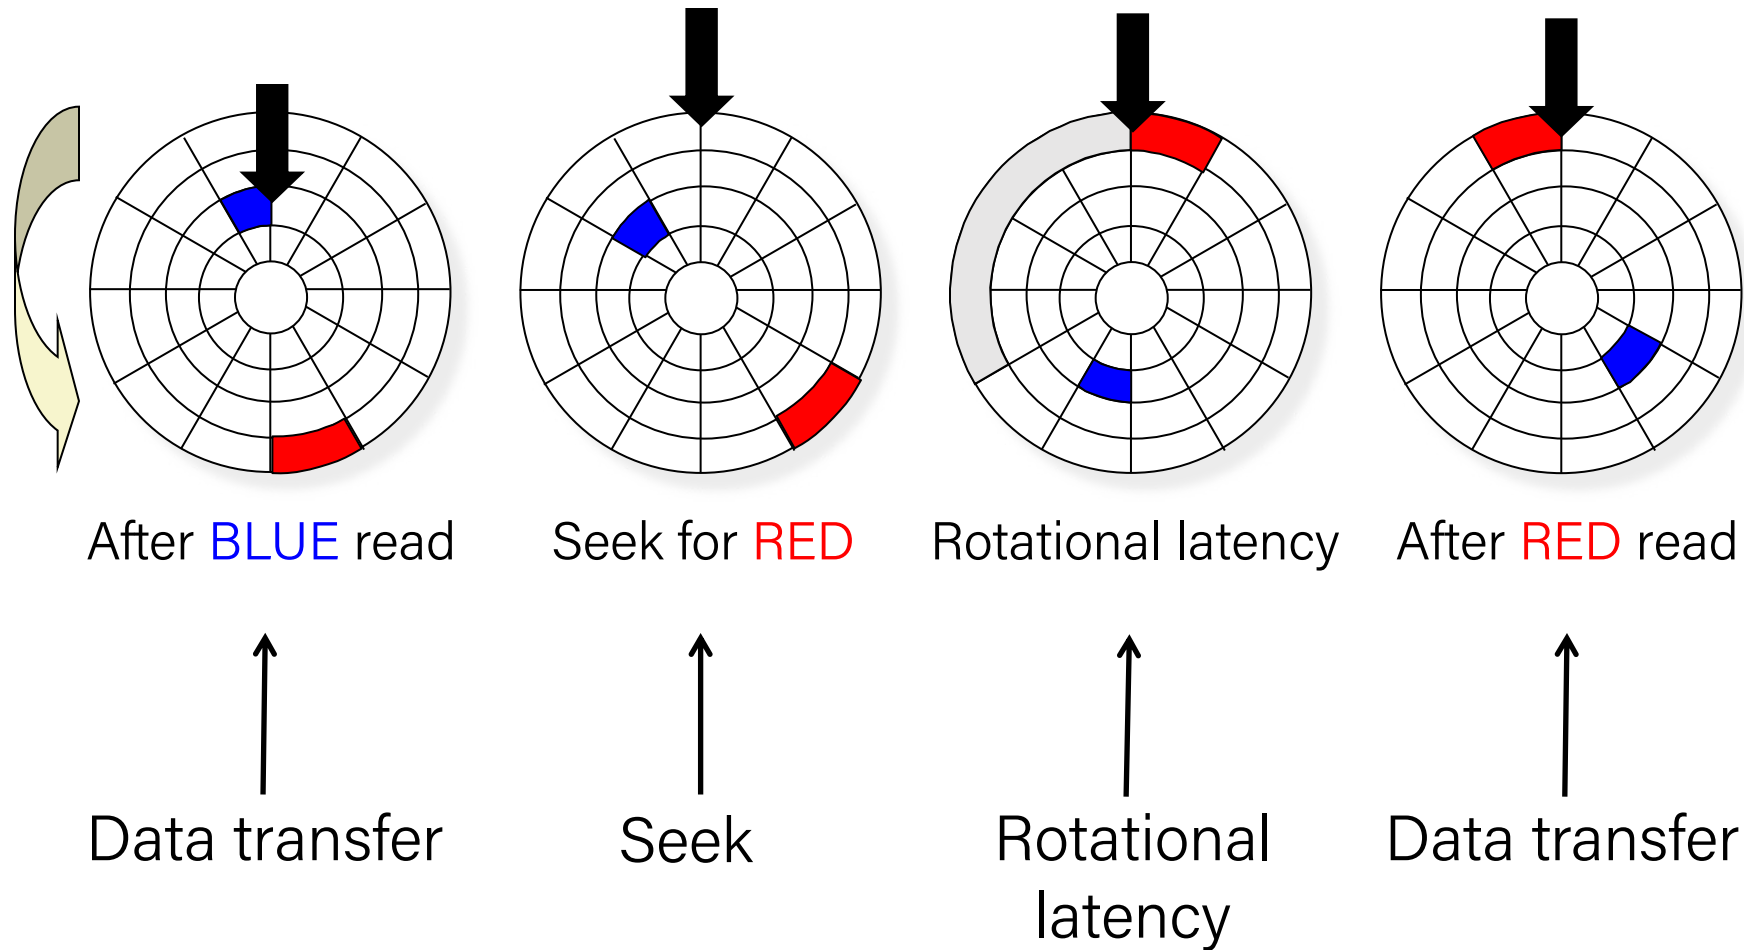 After BLUE read
Seek for RED
Rotational latency
After RED read
Data transfer
Seek
Rotational
latency
Data transfer